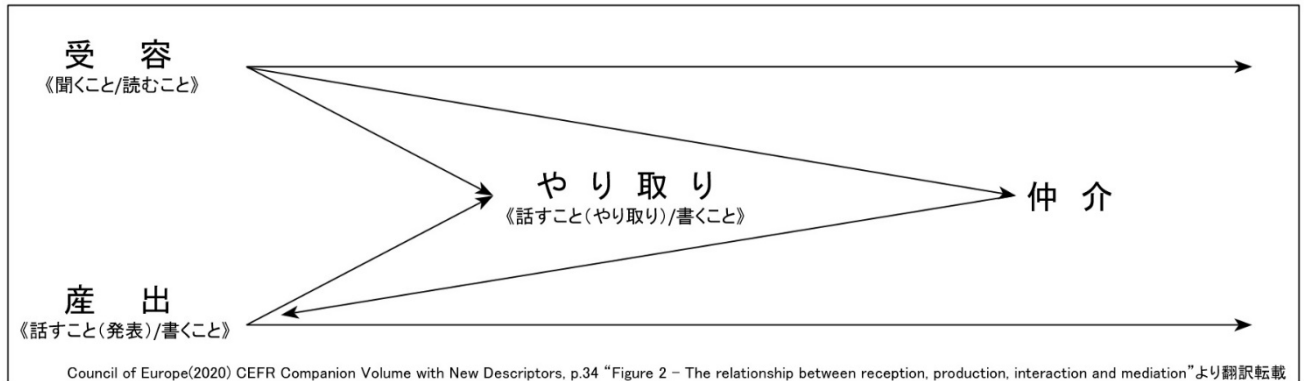 受　容
《聞くこと/読むこと》
や り 取 り
《話すこと(やり取り)/書くこと》
仲 介
産　出
《話すこと(発表)/書くこと》
Council of Europe(2020) CEFR Companion Volume with New Descriptors, p.34 “Figure 2 – The relationship between reception, production, interaction and mediation”より翻訳転載